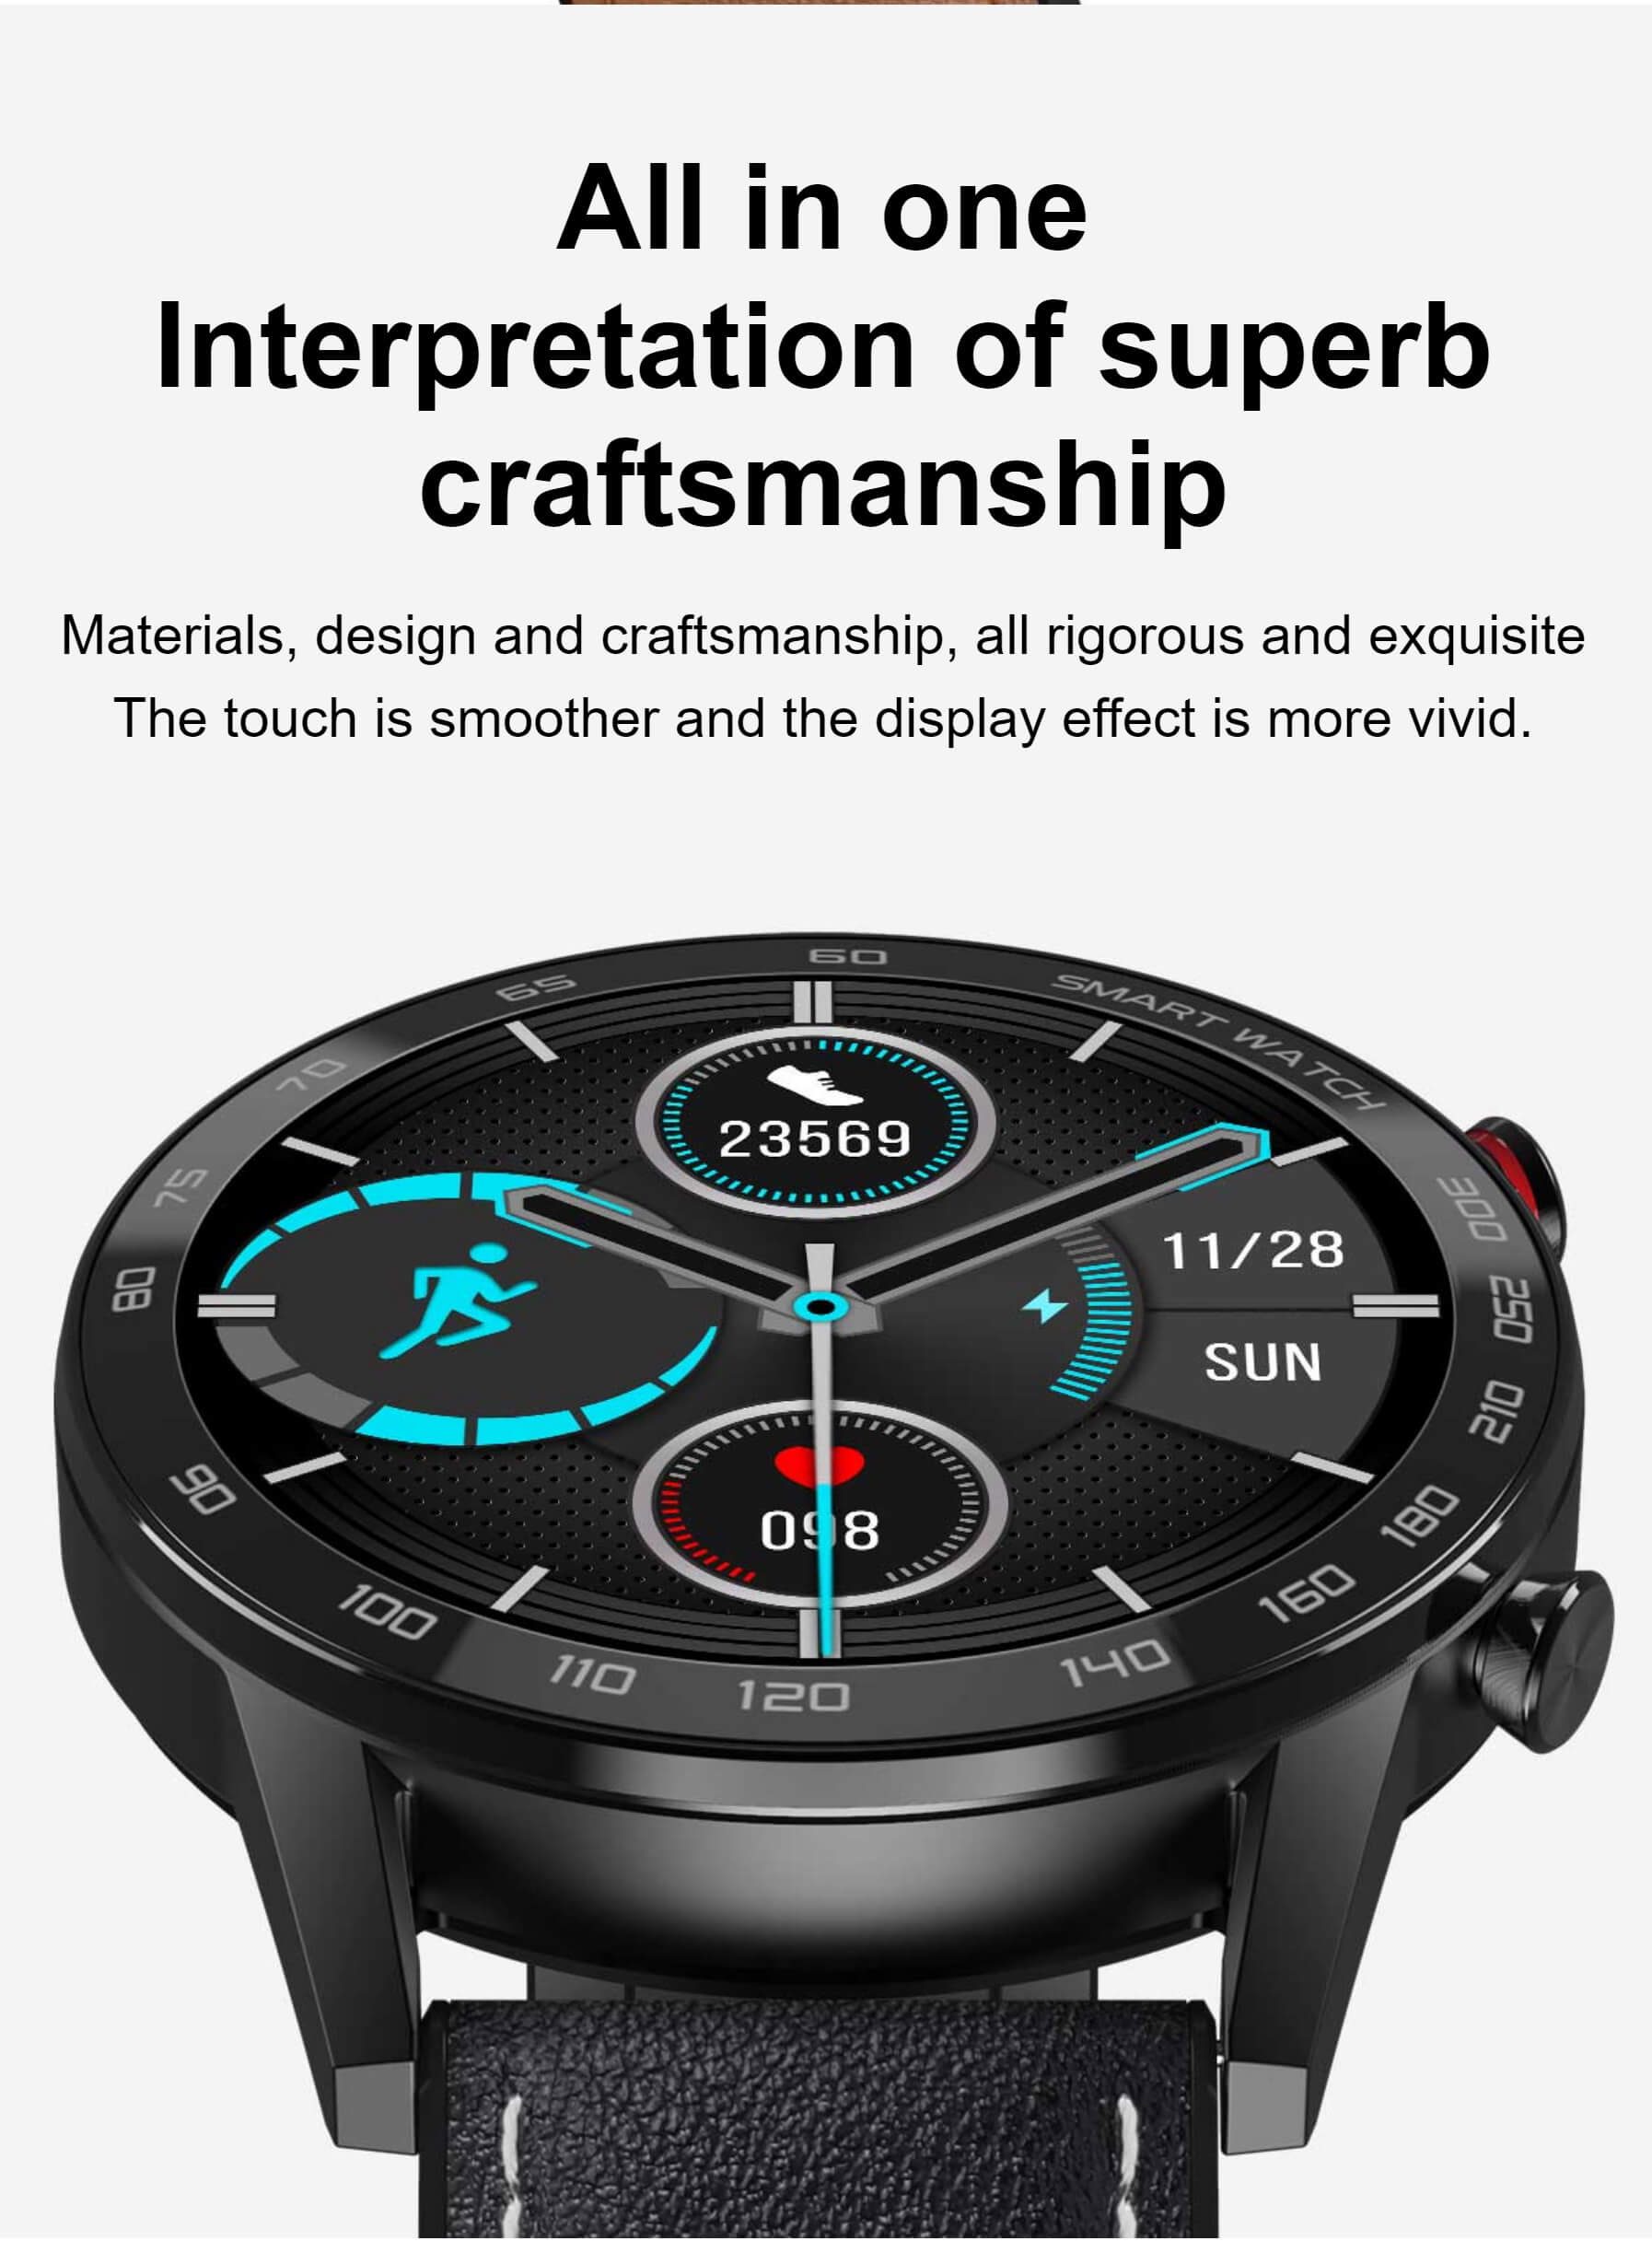 All in one
Interpretation of superb
craftsmanship
Materials, design and craftsmanship, all rigorous and exquisite
The touch is smoother and the display effect is more vivid.
60
65
SMART WATCH
70
23569
75
300
11/28
80
250
SUN
210
90
180
098
160
100
110
120
140